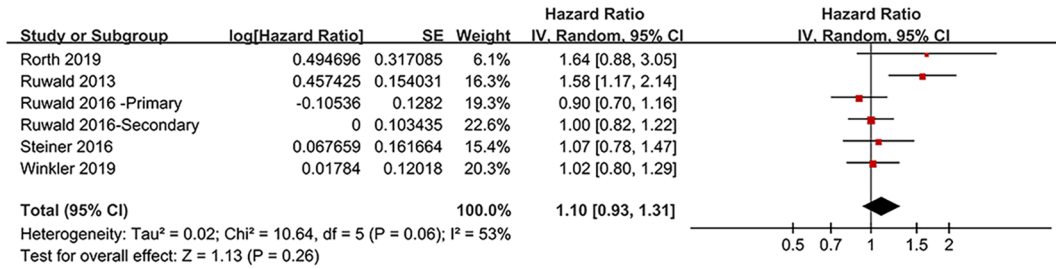 Hazard Ratio Hazard Ratio
Study or Subgroup log[Hazard Ratio] SE Weight IV, Random, 95% CI IV, Random, 95% CI
Rorth 2019 0.494696 0.317085 6.1% 1.64 [0.88, 3.05]
Ruwald 2013 0.457425 0.154031 16.3% 1.58 [1.17, 2.14]
Ruwald 2016 -Primary -0.10536 0.1282 19.3% 0.90 [0.70, 1.16]
Ruwald 2016-Secondary 0 0.103435 22.6% 1.00 [0.82, 1.22]
Steiner 2016 0.067659 0.161664 15.4% 1.07 [0.78, 1.47]
Winkler 2019 0.01784 0.12018 20.3% 1.02 [0.80, 1.29]
Total (95% CI) 100.0% 1.10 [0.93, 1.31]
Heterogeneity: Tau² = 0.02; Chi² = 10.64, df = 5 (P = 0.06); I² = 53%
Test for overall effect: Z = 1.13 (P = 0.26)
0.5 0.7 1 1.5 2